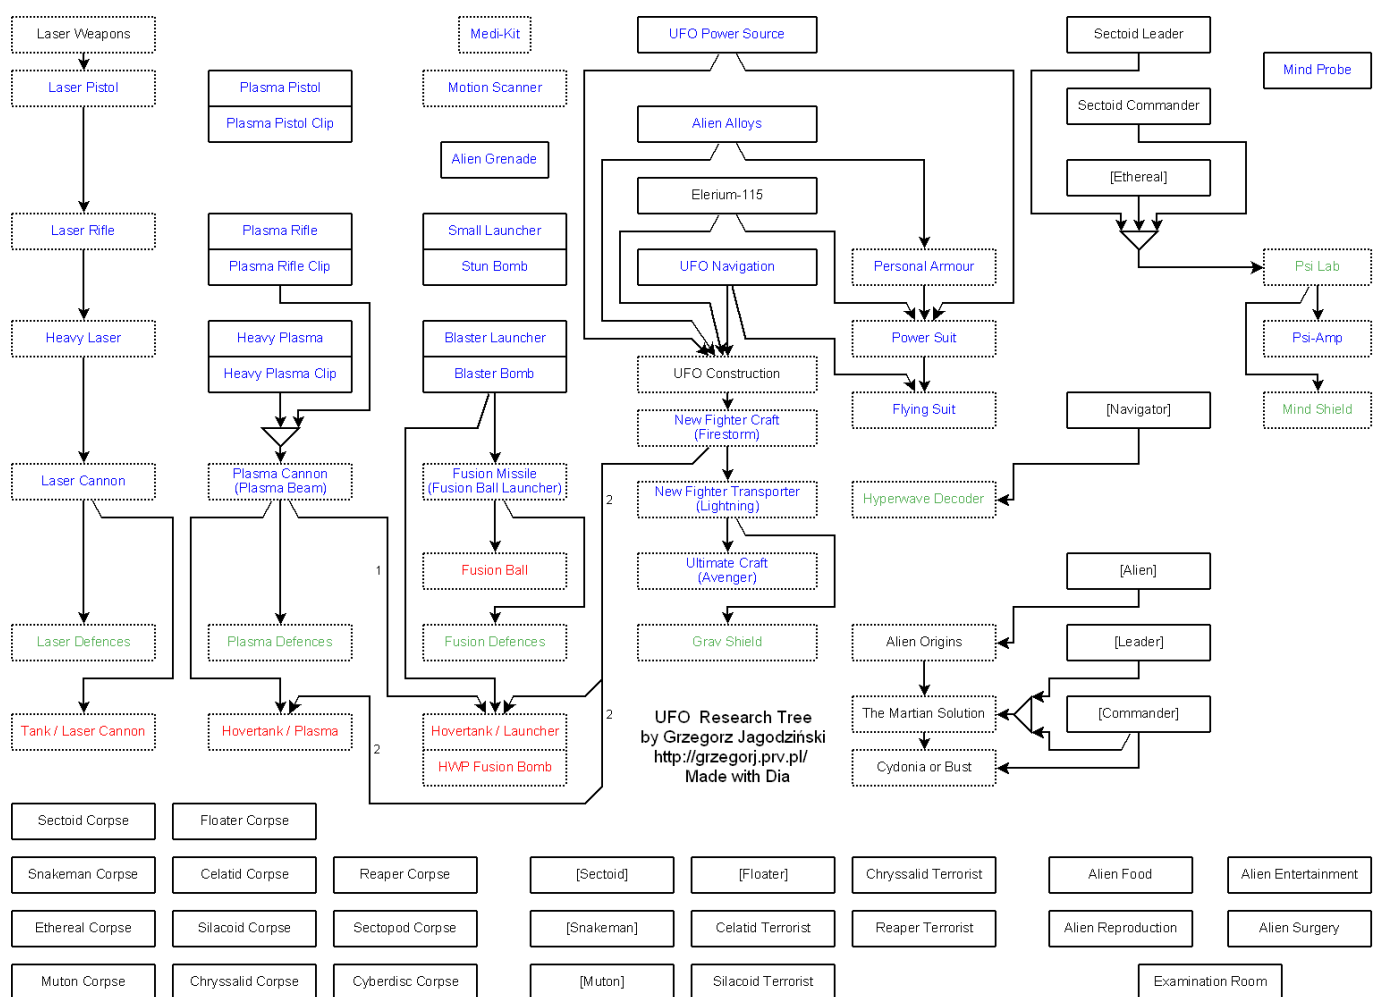 Laser Weapons
Medi-Kit
UFO Power Source
Sectoid Leader
Mind Probe
Laser Pistol
Plasma Pistol
Motion Scanner
Plasma Pistol Clip
Alien Alloys
Sectoid Commander
Alien Grenade
Elerium-115
[Ethereal]
Laser Rifle
Plasma Rifle
Small Launcher
Plasma Rifle Clip
Stun Bomb
UFO Navigation
Personal Armour
Psi Lab
Heavy Laser
Heavy Plasma
Blaster Launcher
Power Suit
Psi-Amp
Heavy Plasma Clip
Blaster Bomb
UFO Construction
Flying Suit
[Navigator]
Mind Shield
New Fighter Craft
(Firestorm)
Laser Cannon
Plasma Cannon
(Plasma Beam)
Fusion Missile
(Fusion Ball Launcher)
2
New Fighter Transporter
(Lightning)
Hyperwave Decoder
1
Fusion Ball
Ultimate Craft
(Avenger)
[Alien]
Laser Defences
Plasma Defences
Fusion Defences
Grav Shield
Alien Origins
[Leader]
Tank / Laser Cannon
Hovertank / Plasma
2
Hovertank / Launcher
HWP Fusion Bomb
2
The Martian Solution
[Commander]
Cydonia or Bust
UFO Research Tree
by Grzegorz Jagodziński
http://grzegorj.prv.pl/
Made with Dia
Sectoid Corpse
Floater Corpse
Snakeman Corpse
Celatid Corpse
Reaper Corpse
[Sectoid]
[Floater]
Chryssalid Terrorist
Alien Food
Alien Entertainment
Ethereal Corpse
Silacoid Corpse
Sectopod Corpse
[Snakeman]
Celatid Terrorist
Reaper Terrorist
Alien Reproduction
Alien Surgery
Muton Corpse
Chryssalid Corpse
Cyberdisc Corpse
[Muton]
Silacoid Terrorist
Examination Room